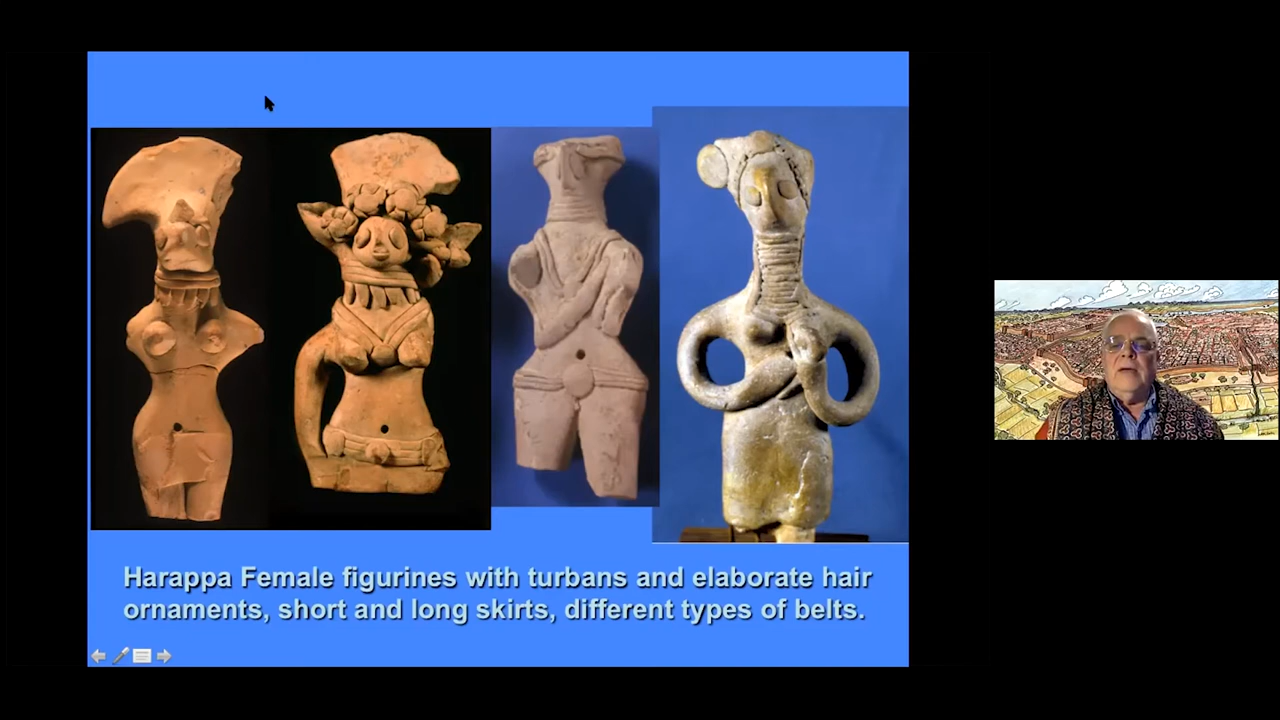 Harappa Female figurines with turbans and elaborate hair
ornaments, short and long skirts, different types of belts.